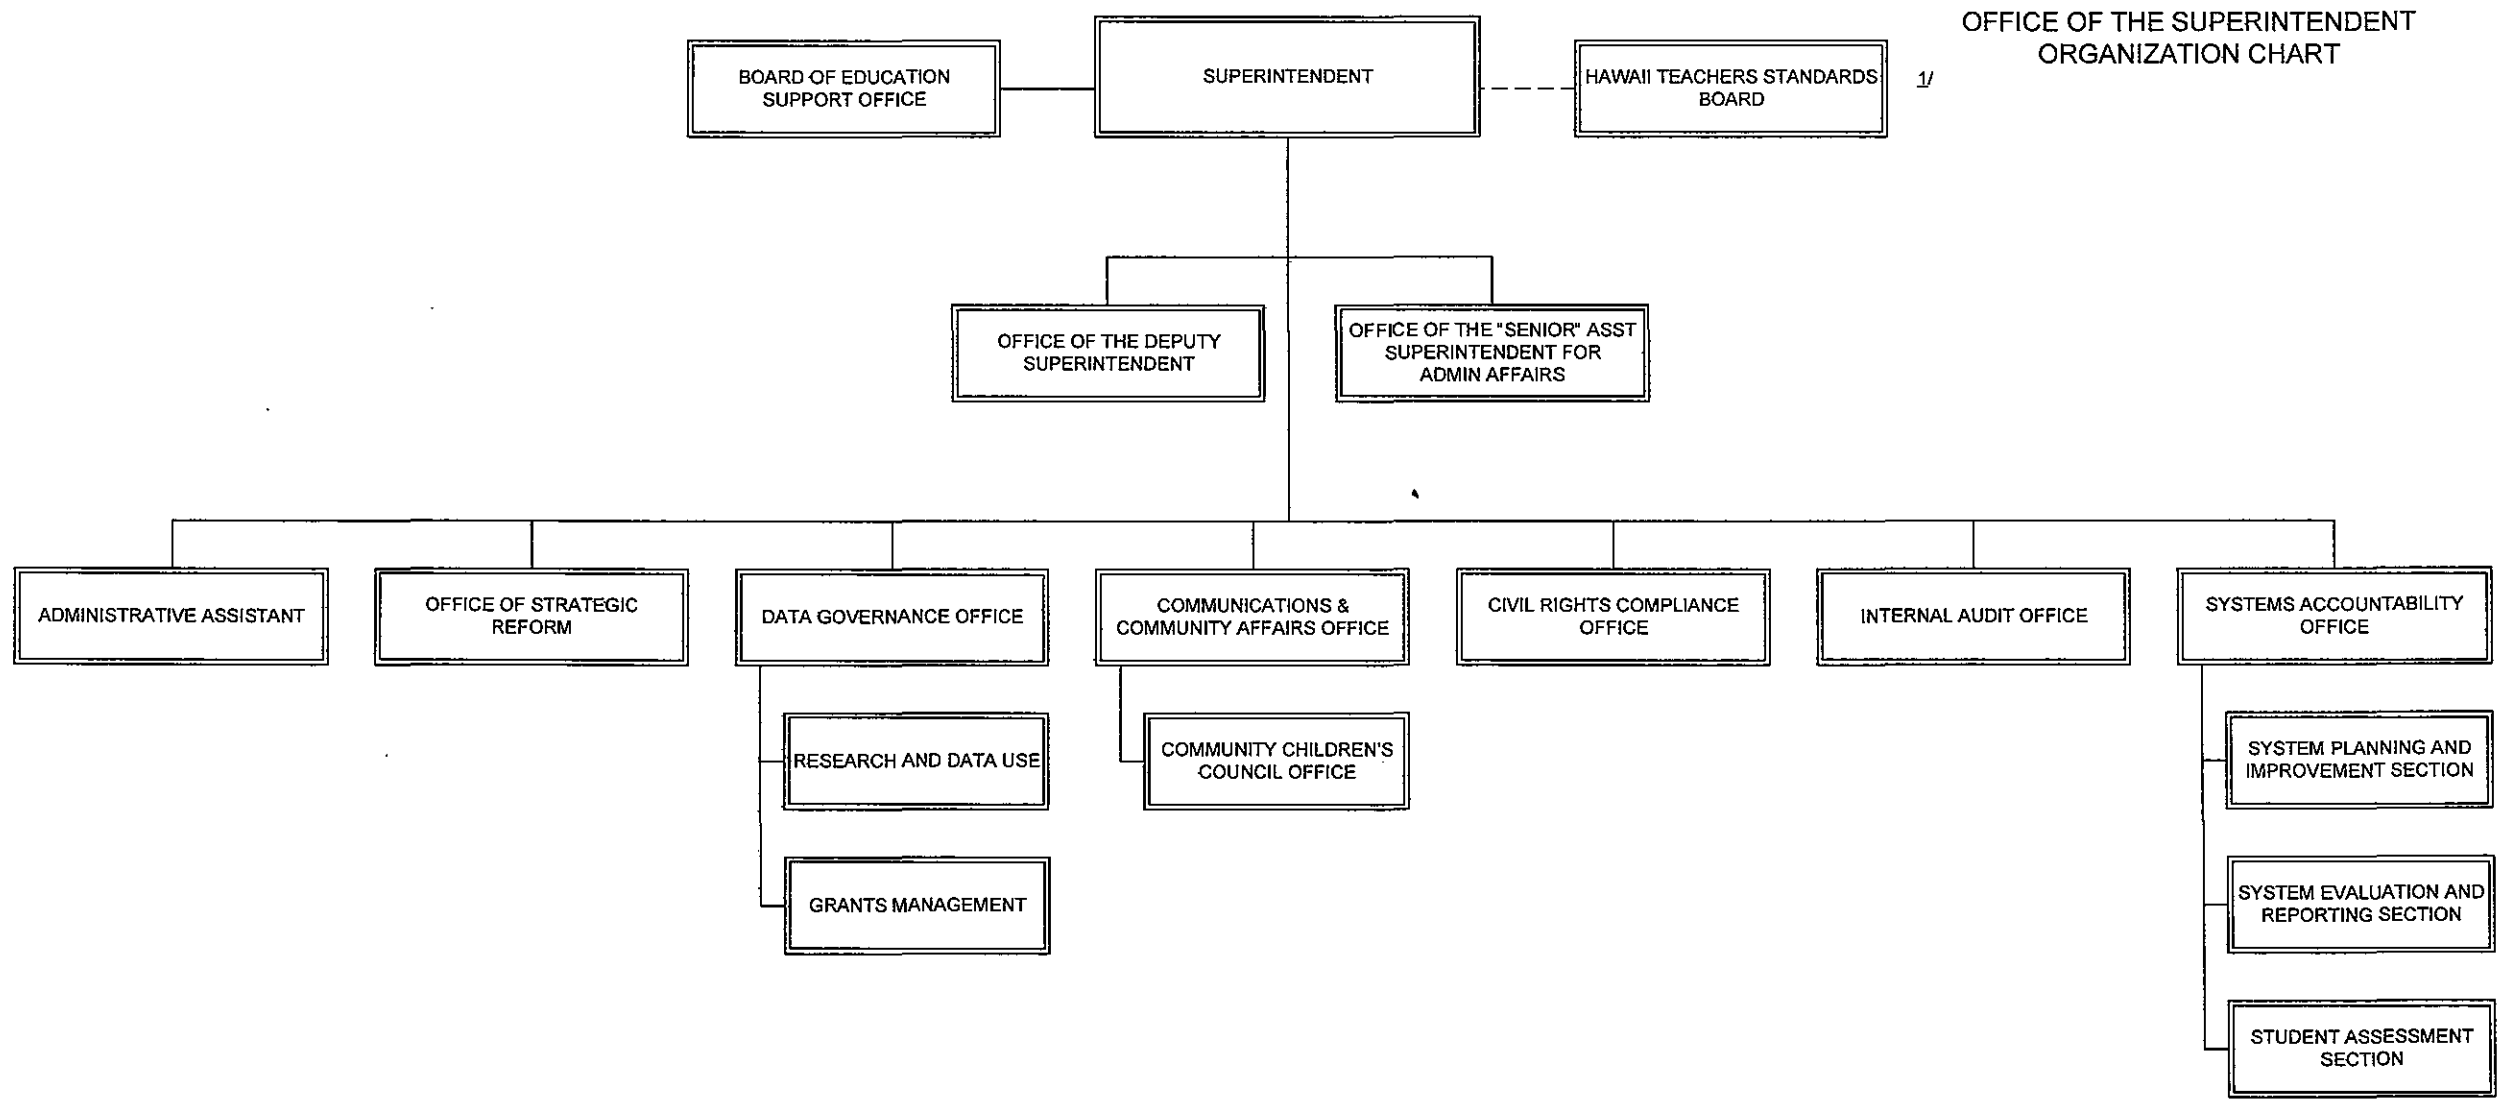 OFFICE OF THE SUPERINTENDENT
ORGANIZATION CHART
BOARD OF EDUCATION
SUPPORT OFFICE
SUPERINTENDENT
HAWAII TEACHERS STANDARDS
BOARD
1/
OFFICE OF THE DEPUTY
SUPERINTENDENT
OFFICE OF THE "SENIOR" ASST
SUPERINTENDENT FOR
ADMIN AFFAIRS
ADMINISTRATIVE ASSISTANT
OFFICE OF STRATEGIC
REFORM
DATA GOVERNANCE OFFICE
COMMUNICATIONS &
COMMUNITY AFFAIRS OFFICE
CIVIL RIGHTS COMPLIANCE
OFFICE
INTERNAL AUDIT OFFICE
SYSTEMS ACCOUNTABILITY
OFFICE
RESEARCH AND DATA USE
COMMUNITY CHILDREN'S
COUNCIL OFFICE
SYSTEM PLANNING AND
IMPROVEMENT SECTION
GRANTS MANAGEMENT
SYSTEM EVALUATION AND
REPORTING SECTION
STUDENT ASSESSMENT
SECTION